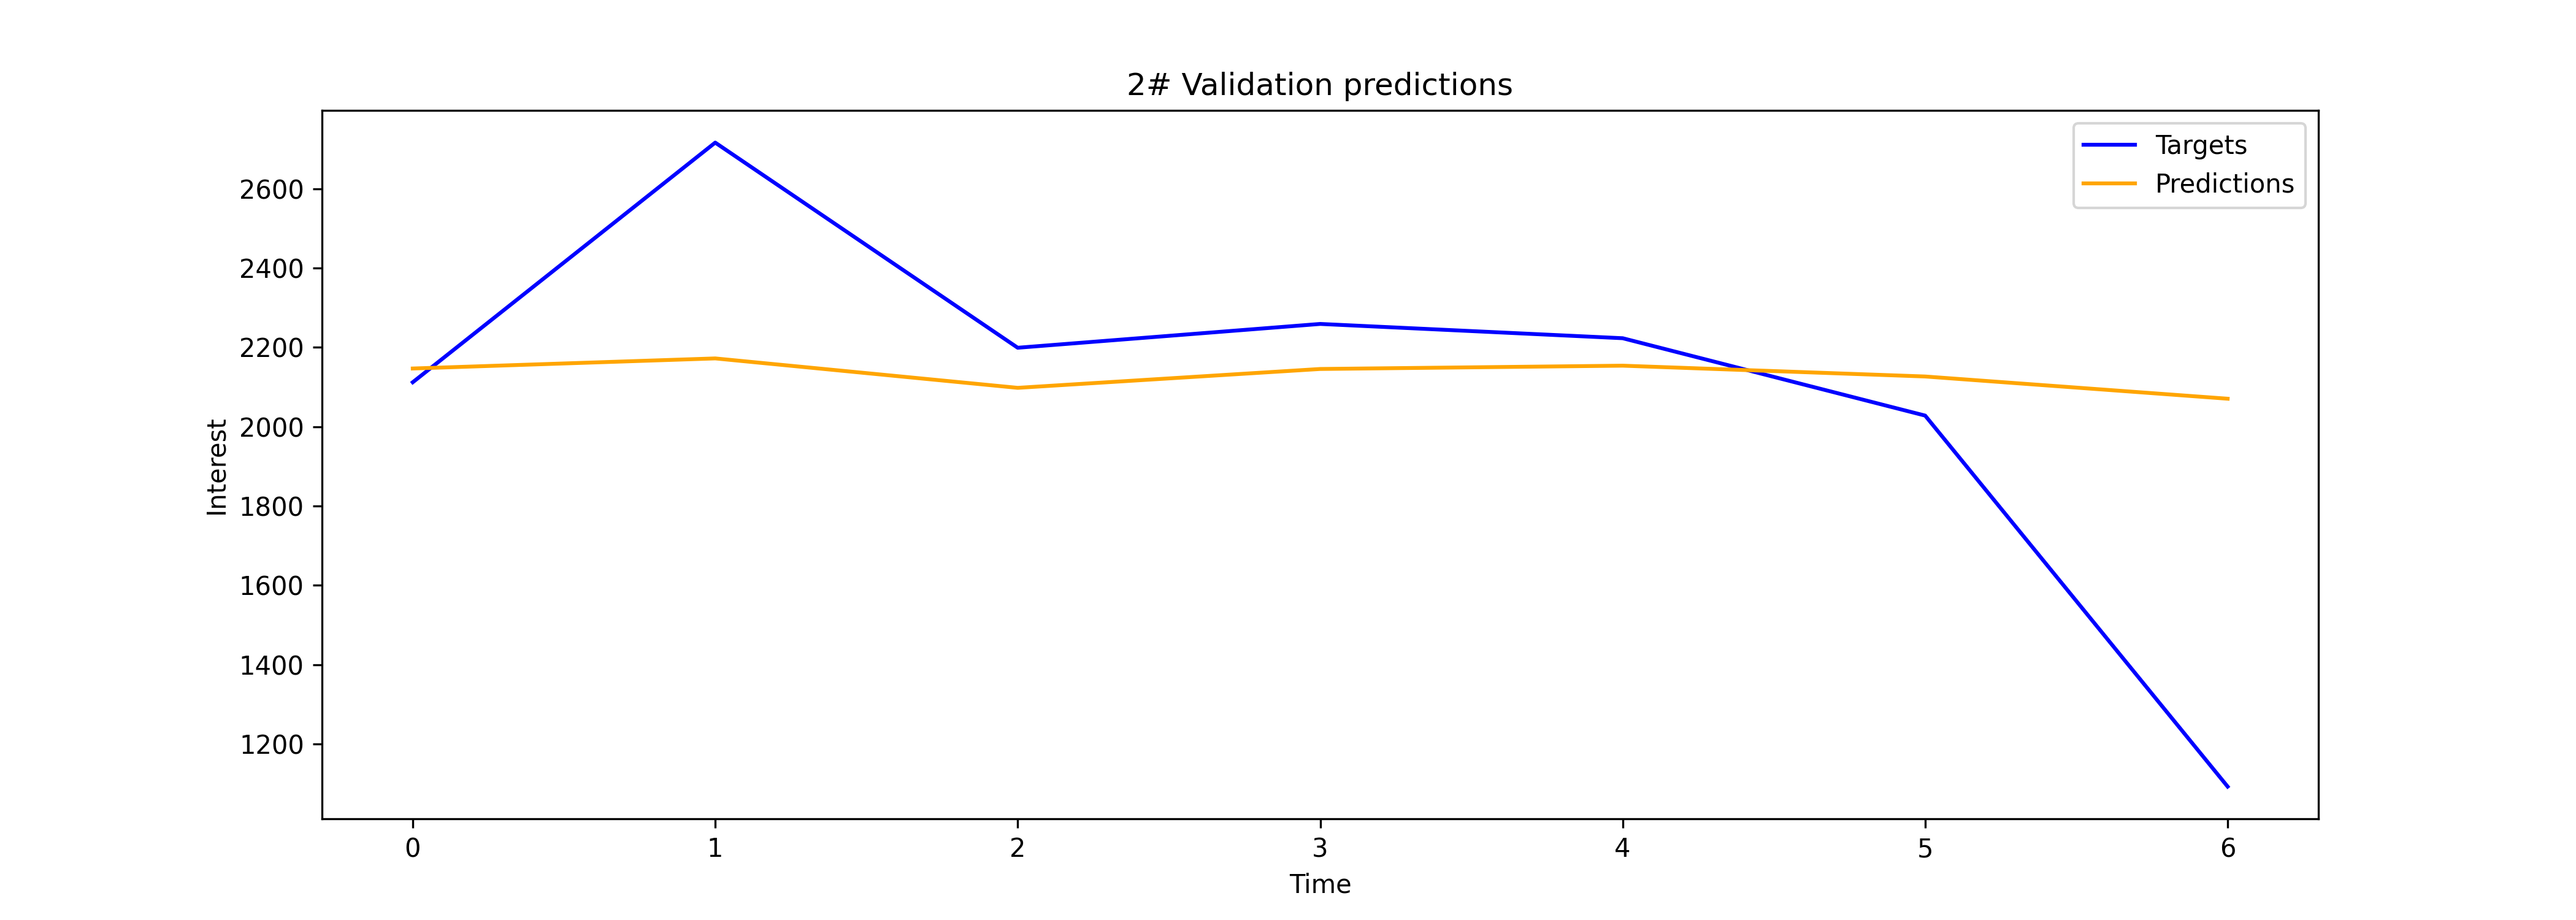 2# Validation predictions
Targets
Predictions
Interest
2600
2400
2200
2000
1800
1600
1400
1200
0 1 2 3 4 5 6
Time